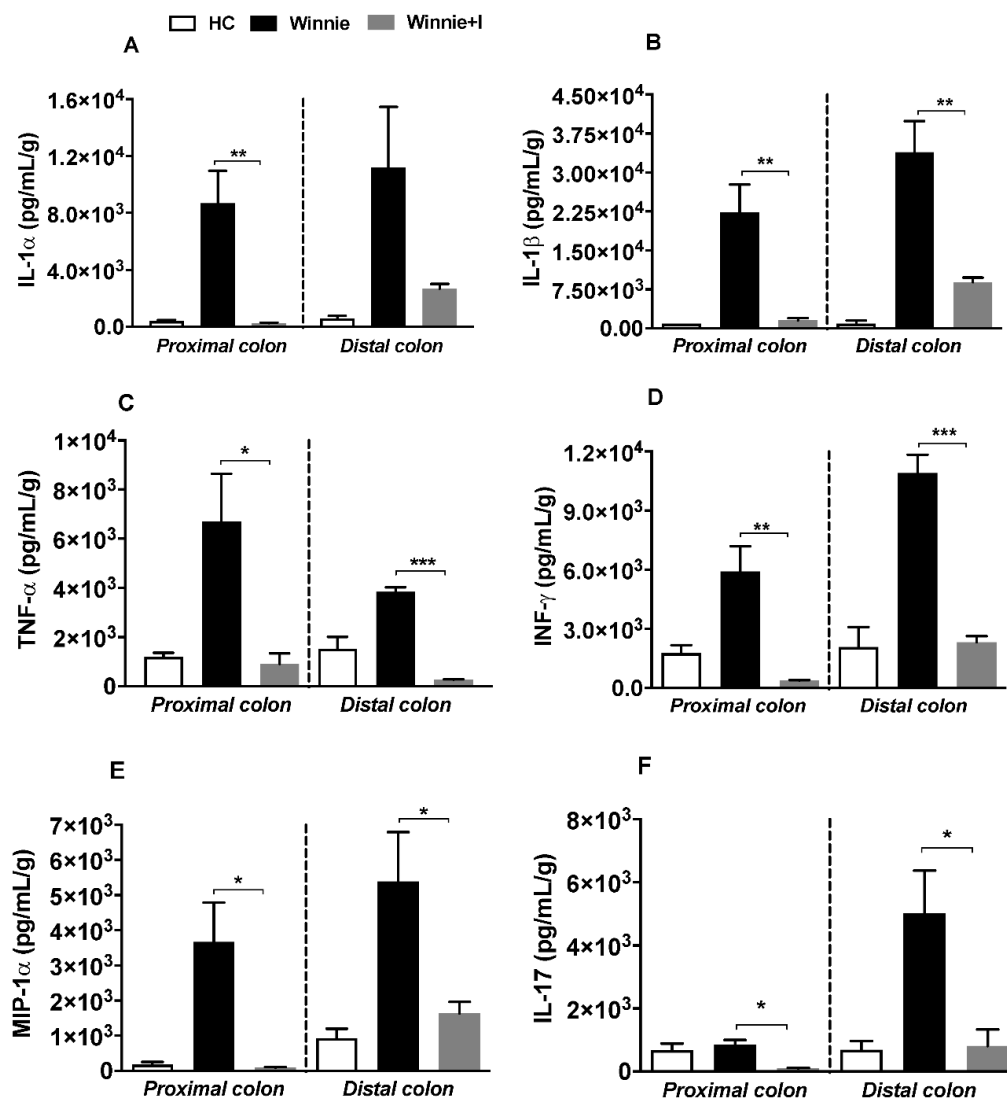 HC Winnie Winnie+I
A
IL-1α (pg/mL/g)
1.6×10⁴
1.2×10⁴
8.0×10³
4.0×10³
0.0
**
Proximal colon Distal colon
B
IL-1β (pg/mL/g)
4.50×10⁴
3.75×10⁴
3.00×10⁴
2.25×10⁴
1.50×10⁴
7.50×10³
0.00
**
**
Proximal colon Distal colon
C
TNF-α (pg/mL/g)
1×10⁴
8×10³
6×10³
4×10³
2×10³
0
*
***
Proximal colon Distal colon
D
INF-γ (pg/mL/g)
1.2×10⁴
9.0×10³
6.0×10³
3.0×10³
0.0
**
***
Proximal colon Distal colon
E
MIP-1α (pg/mL/g)
7×10³
6×10³
5×10³
4×10³
3×10³
2×10³
1×10³
0
*
*
Proximal colon Distal colon
F
IL-17 (pg/mL/g)
8×10³
6×10³
4×10³
2×10³
0
*
*
Proximal colon Distal colon